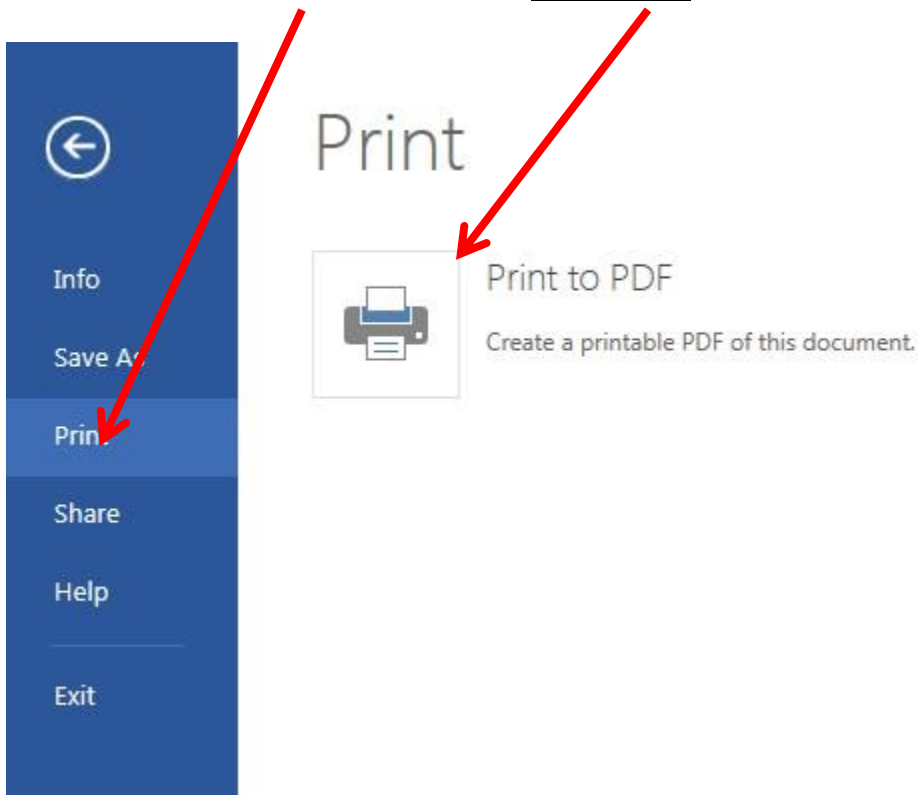 Print
Info
Save As
Print
Share
Help
Exit
Print to PDF
Create a printable PDF of this document.